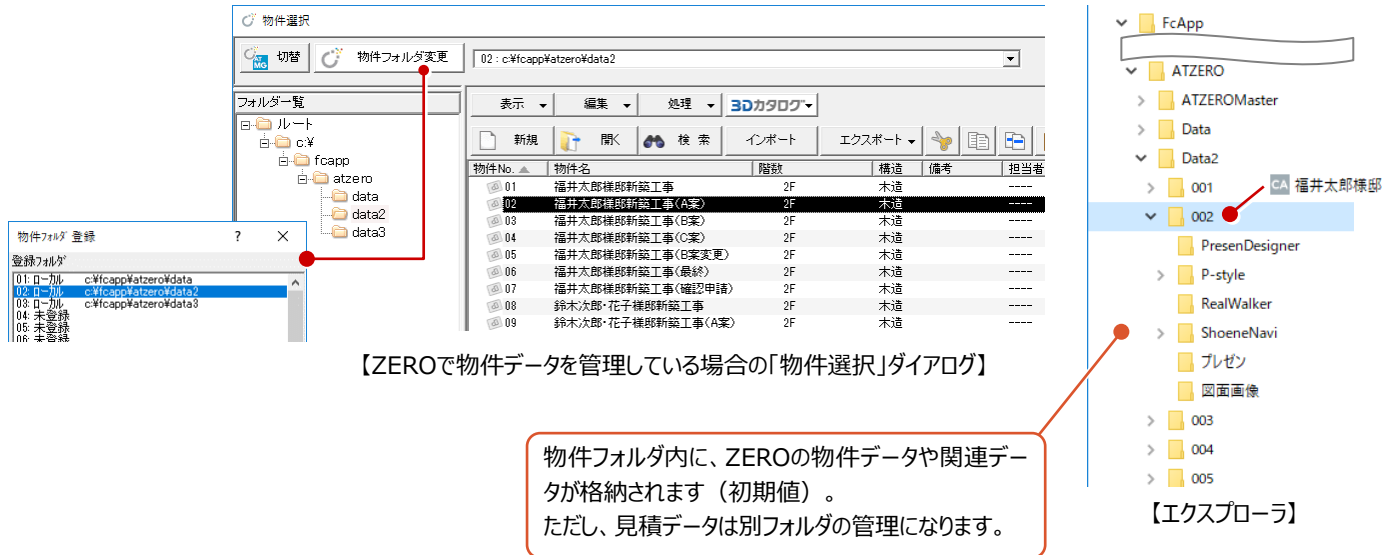 物件選択
切替
物件フォルダ変更
02 : c:¥fcapp¥atzero¥data2
フォルダ一覧
ルート
c:¥
fcapp
atzero
data
data2
data3
表示 編集 処理 3Dカタログ
新規 開く 検索 インポート エクスポート
物件No. 物件名 階数 構造 備考 担当者
01 福井太郎様邸新築工事 2F 木造 ----
02 福井太郎様邸新築工事(A案) 2F 木造 ----
03 福井太郎様邸新築工事(B案) 2F 木造 ----
04 福井太郎様邸新築工事(C案) 2F 木造 ----
05 福井太郎様邸新築工事(B案変更) 2F 木造 ----
06 福井太郎様邸新築工事(最終) 2F 木造 ----
07 福井太郎様邸新築工事(確認申請) 2F 木造 ----
08 鈴木次郎・花子様邸新築工事 2F 木造 ----
09 鈴木次郎・花子様邸新築工事(A案) 2F 木造 ----
物件フォルダ 登録 ? ×
登録フォルダ
01: ローカル c:¥fcapp¥atzero¥data
02: ローカル c:¥fcapp¥atzero¥data2
03: ローカル c:¥fcapp¥atzero¥data3
04: 未登録
05: 未登録
06: 未登録
【ZEROで物件データを管理している場合の「物件選択」ダイアログ】
FcApp
ATZERO
ATZEROMaster
Data
Data2
001
CA 福井太郎様邸
002
PresenDesigner
P-style
RealWalker
ShoeneNavi
プレゼン
図面画像
003
004
005
【エクスプローラ】
物件フォルダ内に、ZEROの物件データや関連デー
タが格納されます（初期値）。
ただし、見積データは別フォルダの管理になります。